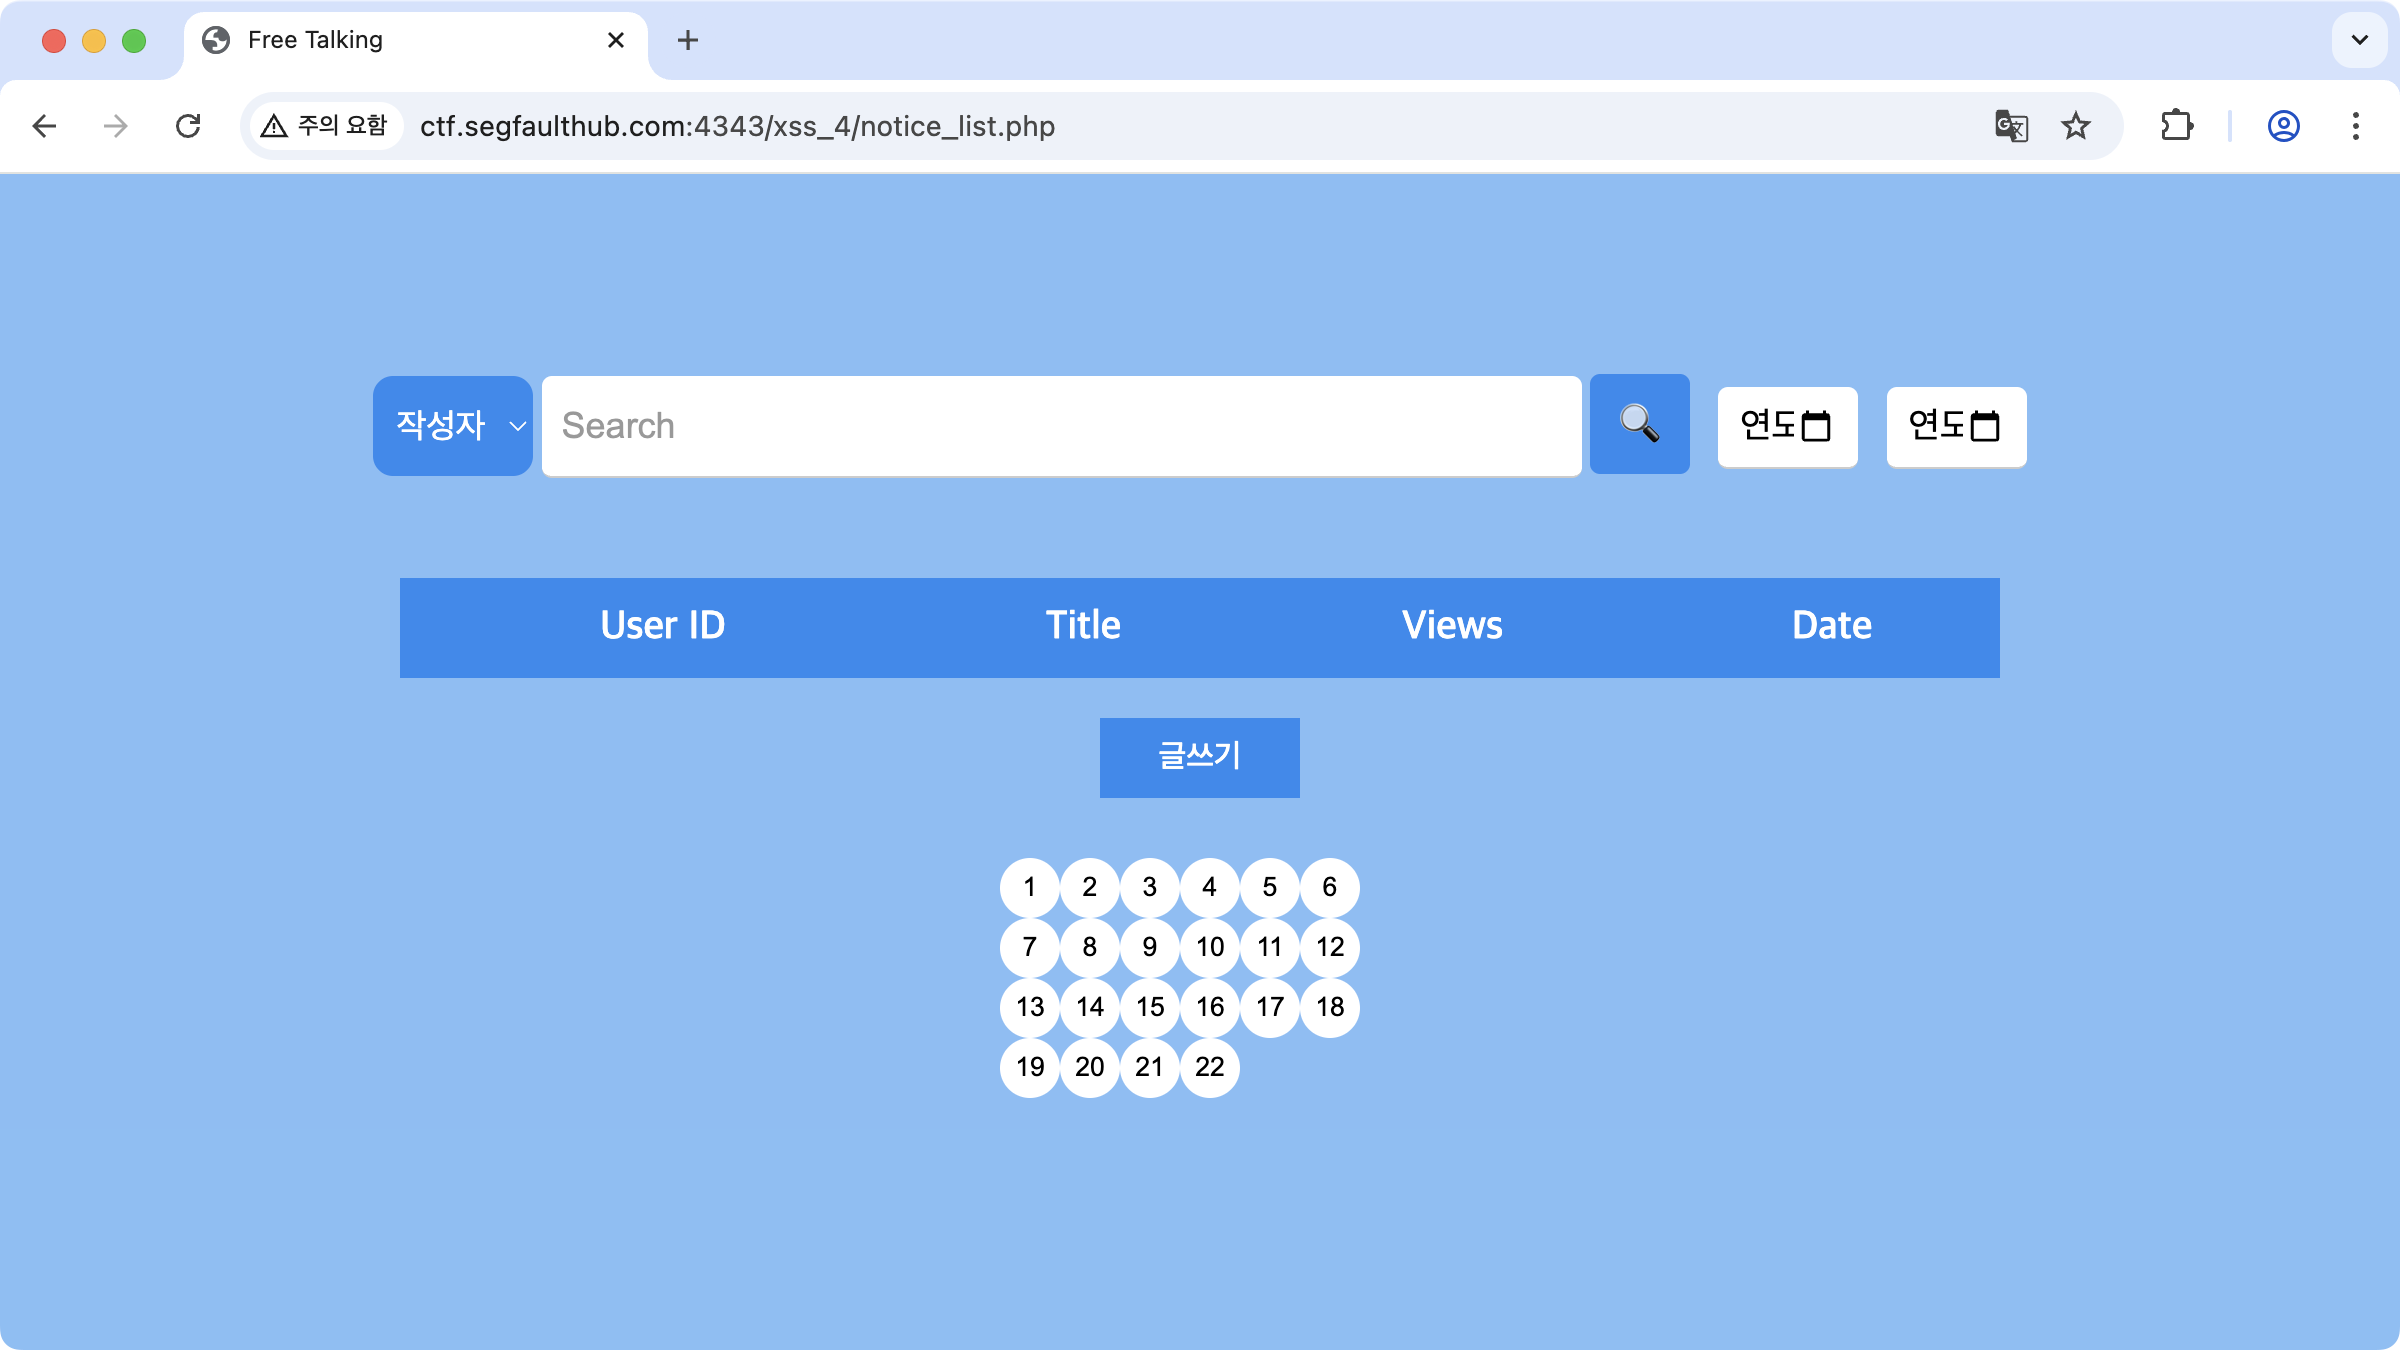 Free Talking
주의 요함 ctf.segfaulthub.com:4343/xss_4/notice_list.php
작성자 Search 연도 연도
User ID Title Views Date
글쓰기
1 2 3 4 5 6
7 8 9 10 11 12
13 14 15 16 17 18
19 20 21 22